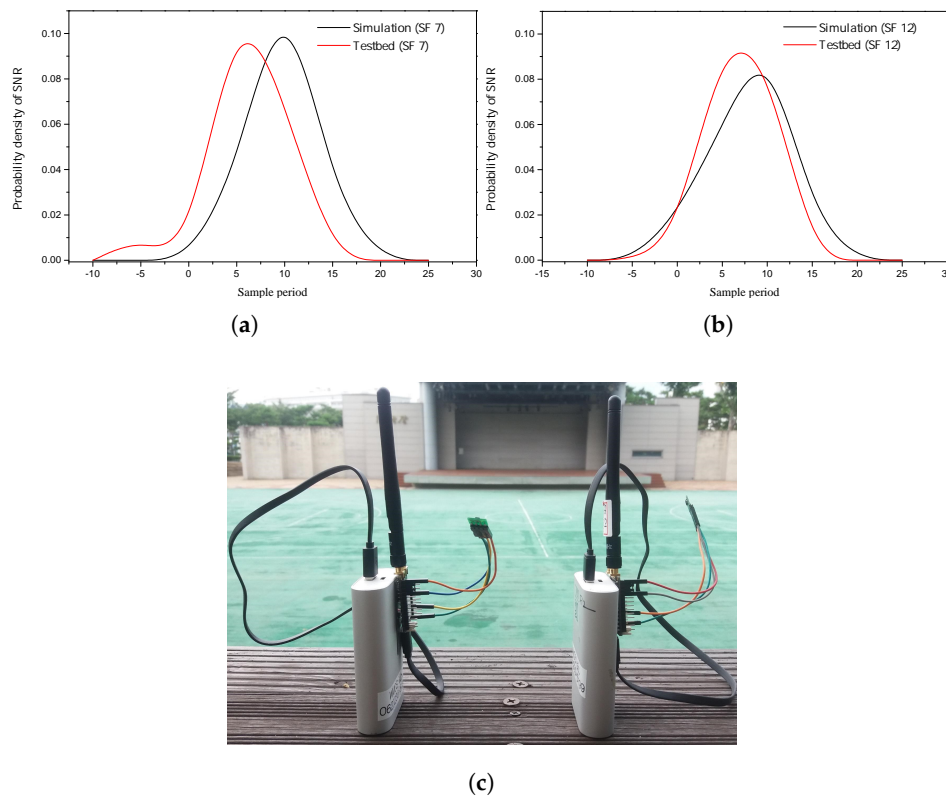 Simulation (SF 7)
Testbed (SF 7)
Probability density of SNR
0.10
0.08
0.06
0.04
0.02
0.00
-10 -5 0 5 10 15 20 25 30
Sample period
(a)
Simulation (SF 12)
Testbed (SF 12)
Probability density of SNR
0.10
0.08
0.06
0.04
0.02
0.00
-15 -10 -5 0 5 10 15 20 25 30
Sample period
(b)
(c)